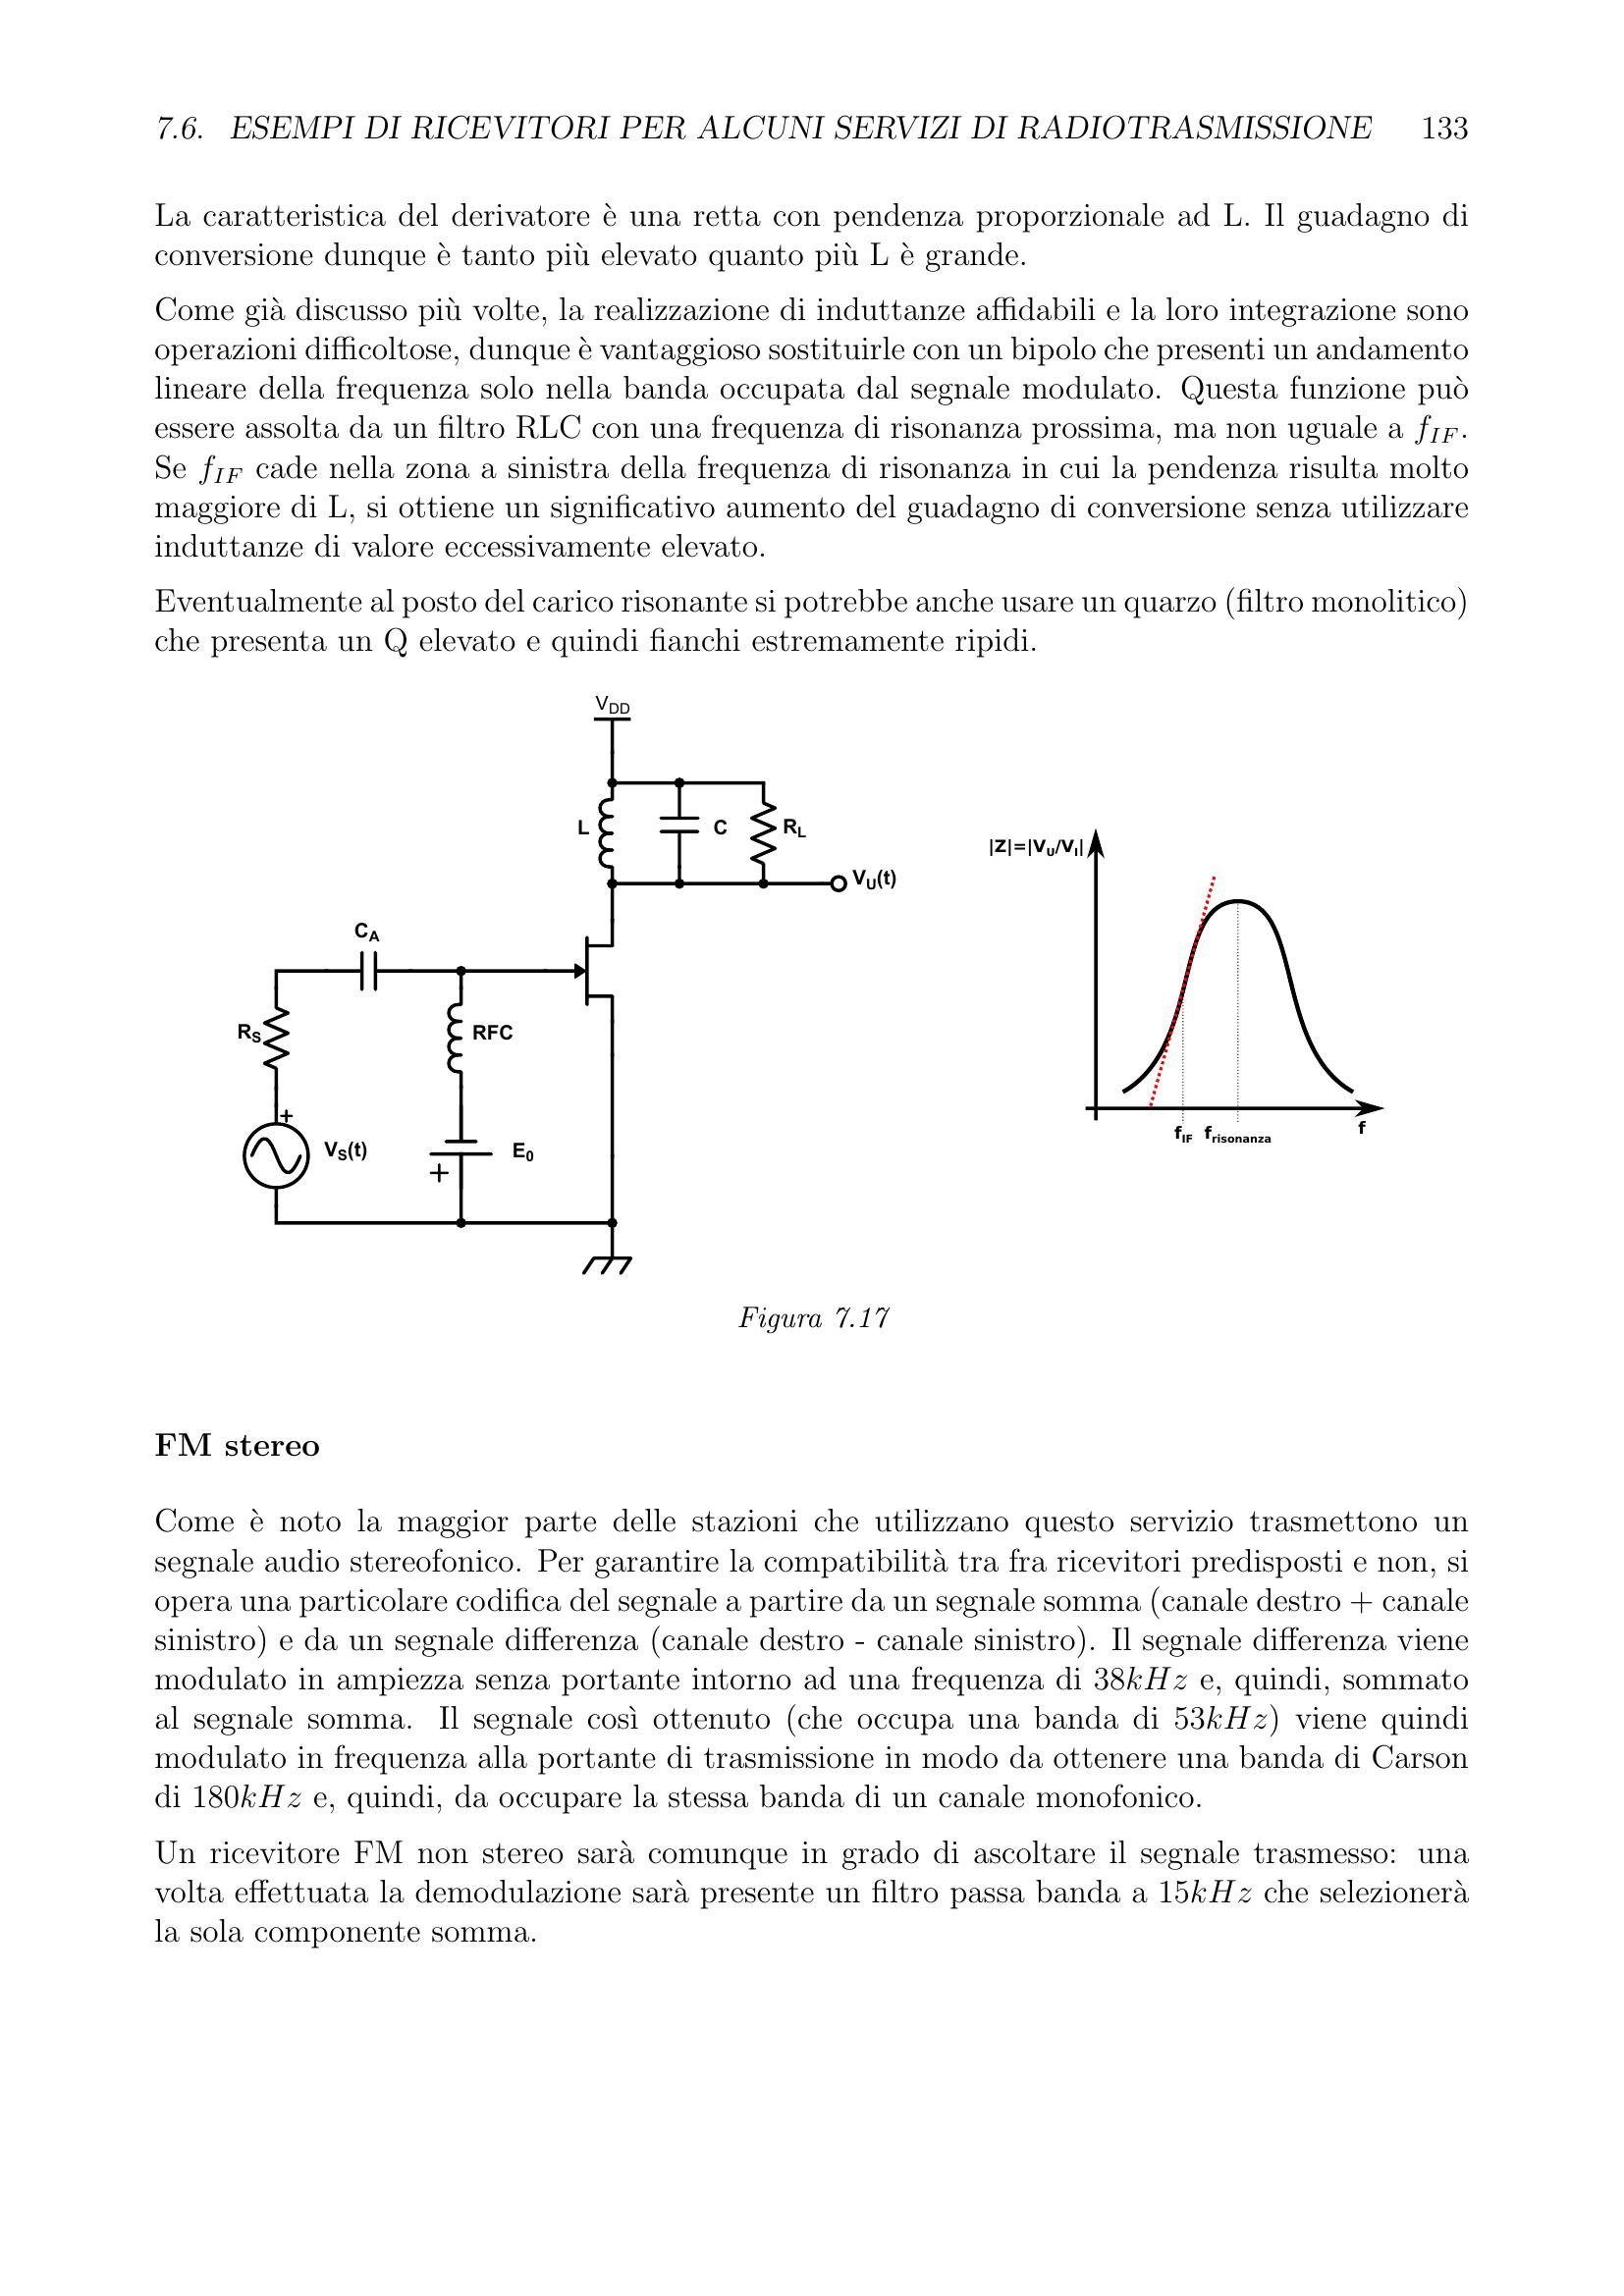 7.6. ESEMPI DI RICEVITORI PER ALCUNI SERVIZI DI RADIOTRASMISSIONE 133
La caratteristica del derivatore è una retta con pendenza proporzionale ad L. Il guadagno di
conversione dunque è tanto più elevato quanto più L è grande.
Come già discusso più volte, la realizzazione di induttanze affidabili e la loro integrazione sono
operazioni difficoltose, dunque è vantaggioso sostituirle con un bipolo che presenti un andamento
lineare della frequenza solo nella banda occupata dal segnale modulato. Questa funzione può
essere assolta da un filtro RLC con una frequenza di risonanza prossima, ma non uguale a f_IF.
Se f_IF cade nella zona a sinistra della frequenza di risonanza in cui la pendenza risulta molto
maggiore di L, si ottiene un significativo aumento del guadagno di conversione senza utilizzare
induttanze di valore eccessivamente elevato.
Eventualmente al posto del carico risonante si potrebbe anche usare un quarzo (filtro monolitico)
che presenta un Q elevato e quindi fianchi estremamente ripidi.
V_DD
L
C
R_L
V_U(t)
C_A
R_S
RFC
+
V_S(t)
E_0
+
|Z|=|V_U/V_I|
f_IF f_risonanza
f
Figura 7.17
FM stereo
Come è noto la maggior parte delle stazioni che utilizzano questo servizio trasmettono un
segnale audio stereofonico. Per garantire la compatibilità tra fra ricevitori predisposti e non, si
opera una particolare codifica del segnale a partire da un segnale somma (canale destro + canale
sinistro) e da un segnale differenza (canale destro - canale sinistro). Il segnale differenza viene
modulato in ampiezza senza portante intorno ad una frequenza di 38kHz e, quindi, sommato
al segnale somma. Il segnale così ottenuto (che occupa una banda di 53kHz) viene quindi
modulato in frequenza alla portante di trasmissione in modo da ottenere una banda di Carson
di 180kHz e, quindi, da occupare la stessa banda di un canale monofonico.
Un ricevitore FM non stereo sarà comunque in grado di ascoltare il segnale trasmesso: una
volta effettuata la demodulazione sarà presente un filtro passa banda a 15kHz che selezionerà
la sola componente somma.